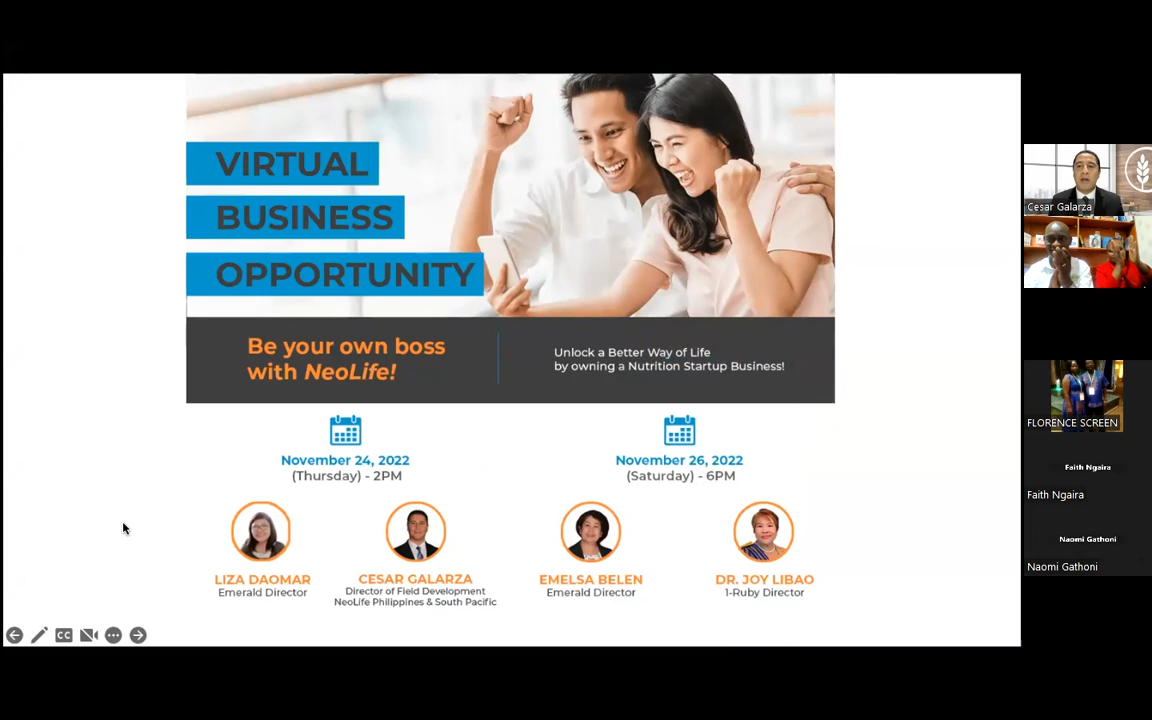 VIRTUAL
BUSINESS
OPPORTUNITY
Be your own boss
with NeoLife!
Unlock a Better Way of Life
by owning a Nutrition Startup Business!
November 24, 2022
(Thursday) - 2PM
November 26, 2022
(Saturday) - 6PM
LIZA DAOMAR
Emerald Director
CESAR GALARZA
Director of Field Development
NeoLife Philippines & South Pacific
EMELSA BELEN
Emerald Director
DR. JOY LIBAO
1-Ruby Director
CC
Cesar Galarza
FLORENCE SCREEN
Faith Ngaira
Faith Ngaira
Naomi Gathoni
Naomi Gathoni